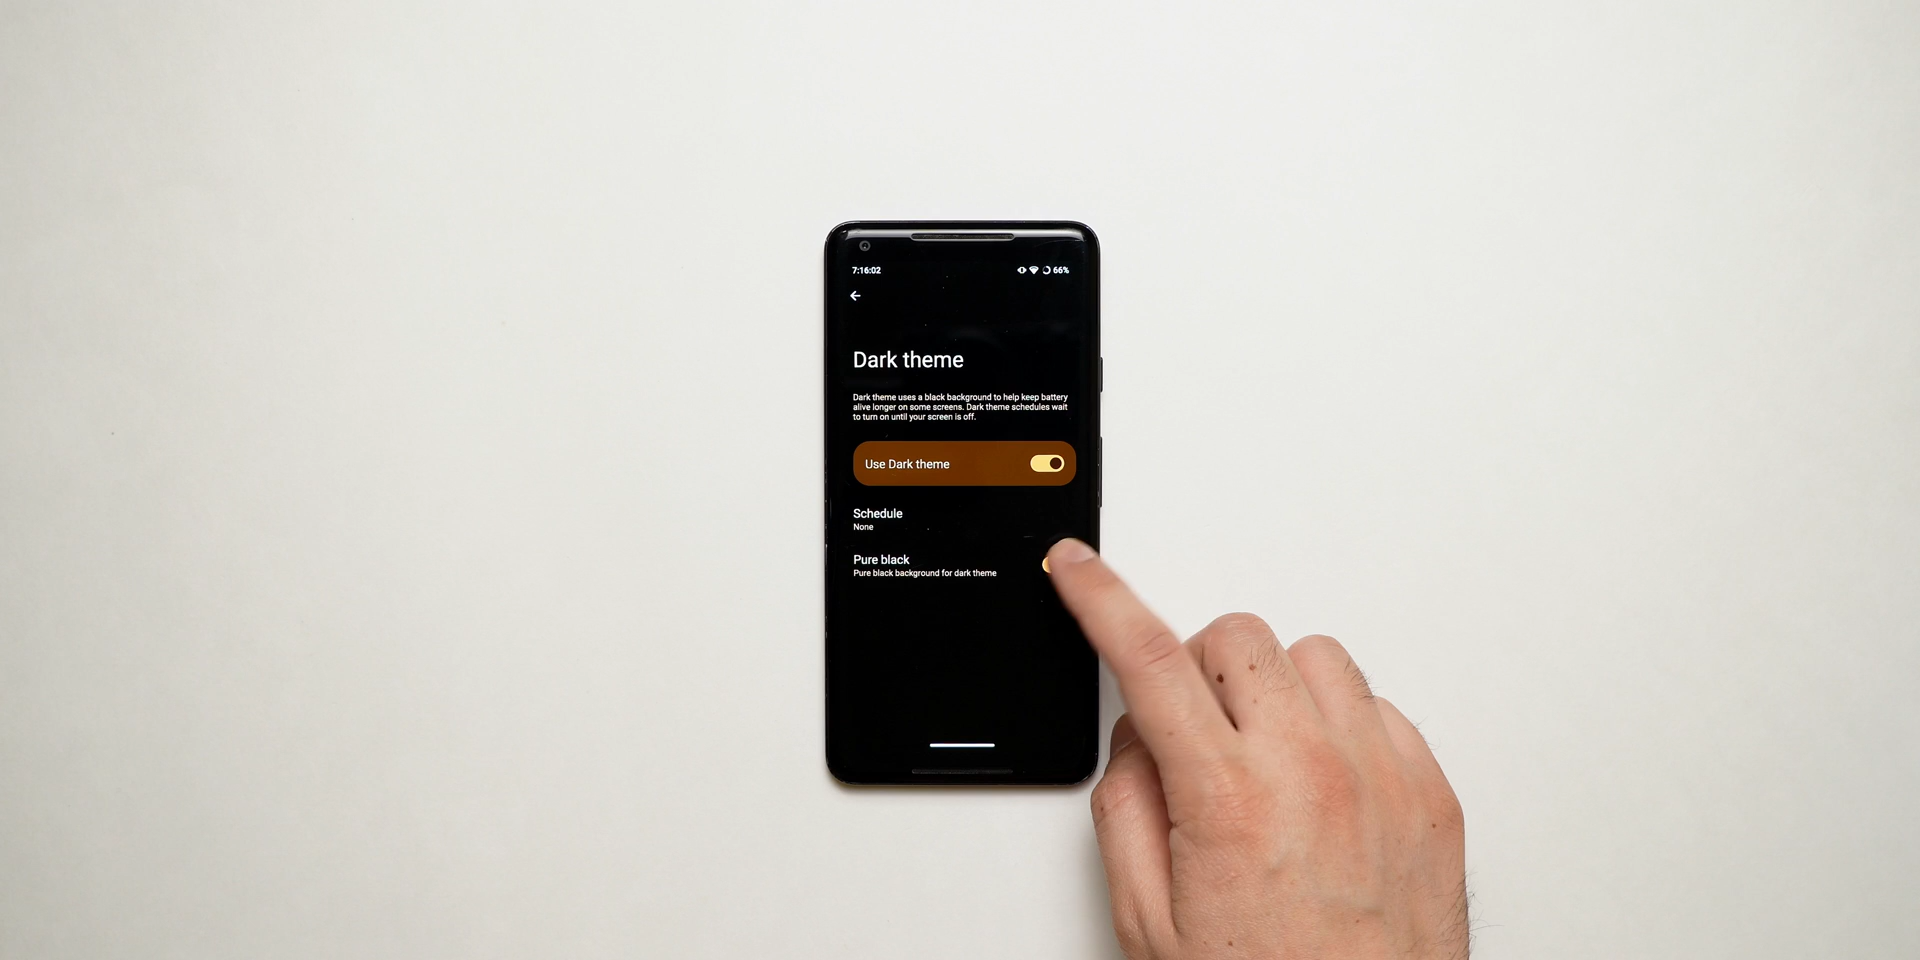 7:16:02 66%
Dark theme
Dark theme uses a black background to help keep battery
alive longer on some screens. Dark theme schedules wait
to turn on until your screen is off.
Use Dark theme
Schedule
None
Pure black
Pure black background for dark theme